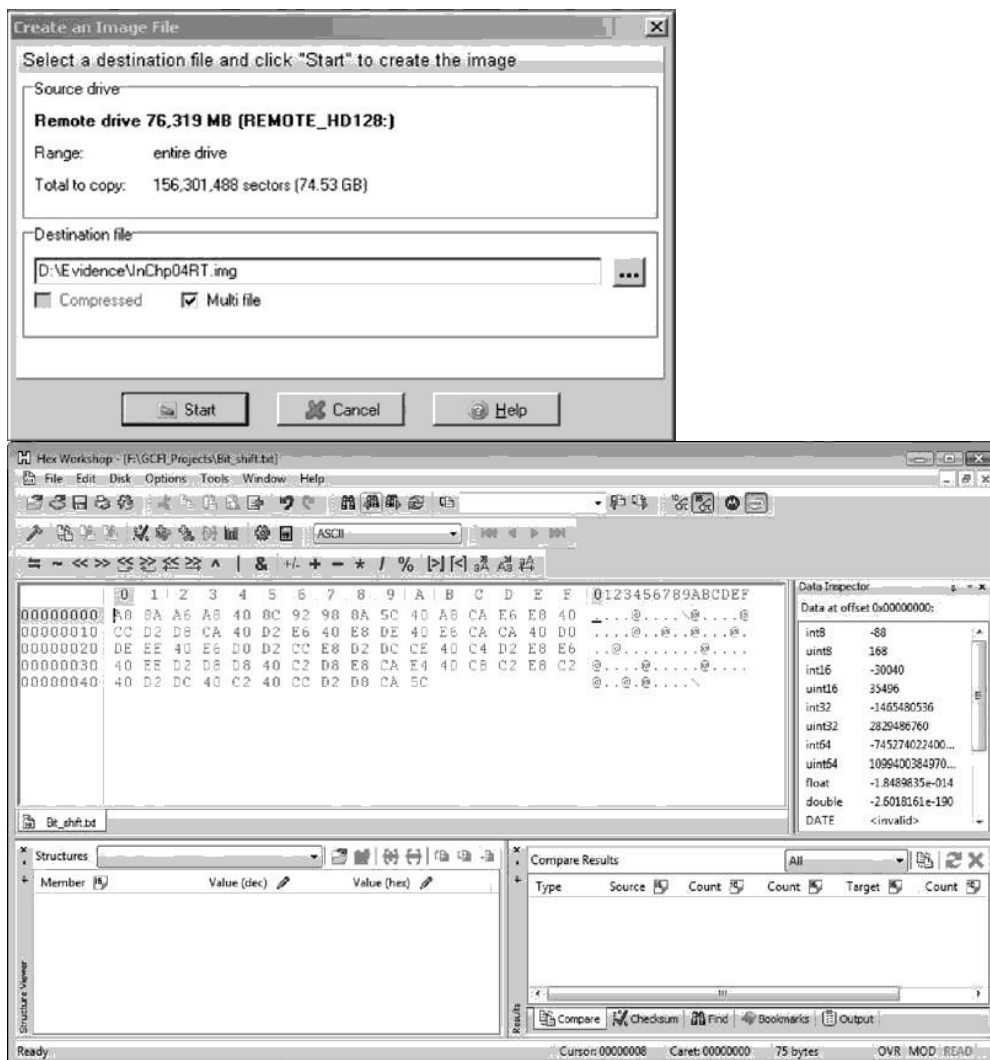 Create an Image File
Select a destination file and click "Start" to create the image
Source drive
Remote drive 76,319 MB (REMOTE_HD128:)
Range: entire drive
Total to copy: 156,301,488 sectors (74.53 GB)
Destination file
D:\Evidence\InChp04RT.img
...
Compressed Multi file
Start Cancel Help
Hex Workshop - [F:\GCFI_Projects\Bit_shift.txt]
File Edit Disk Options Tools Window Help
ASCII
0 1 2 3 4 5 6 7 8 9 A B C D E F 0123456789ABCDEF
00000000 A8 8A A6 A8 40 8C 92 98 8A 5C 40 A8 CA E6 E8 40 ....@....\@....@
00000010 CC D2 D8 CA 40 D2 E6 40 E8 DE 40 E6 CA CA 40 D0 ....@..@..@...@.
00000020 DE EE 40 E6 D0 D2 CC E8 D2 DC CE 40 C4 D2 E8 E6 ..@........@....
00000030 40 EE D2 D8 D8 40 C2 D8 E8 CA E4 40 C8 C2 E8 C2 @....@.....@....
00000040 40 D2 DC 40 C2 40 CC D2 D8 CA 5C @..@.@....\
Data Inspector
Data at offset 0x00000000:
int8 -88
uint8 168
int16 -30040
uint16 35496
int32 -1465480536
uint32 2829486760
int64 -745274022400...
uint64 1099400384970...
float -1.8489835e-014
double -2.6018161e-190
DATE <invalid>
Bit_shift.txt
Structures
Member Value (dec) Value (hex)
Structure Viewer
Compare Results All
Type Source Count Count Target Count
Results
Compare Checksum Find Bookmarks Output
Ready Cursor: 00000008 Caret: 00000000 75 bytes OVR MOD READ